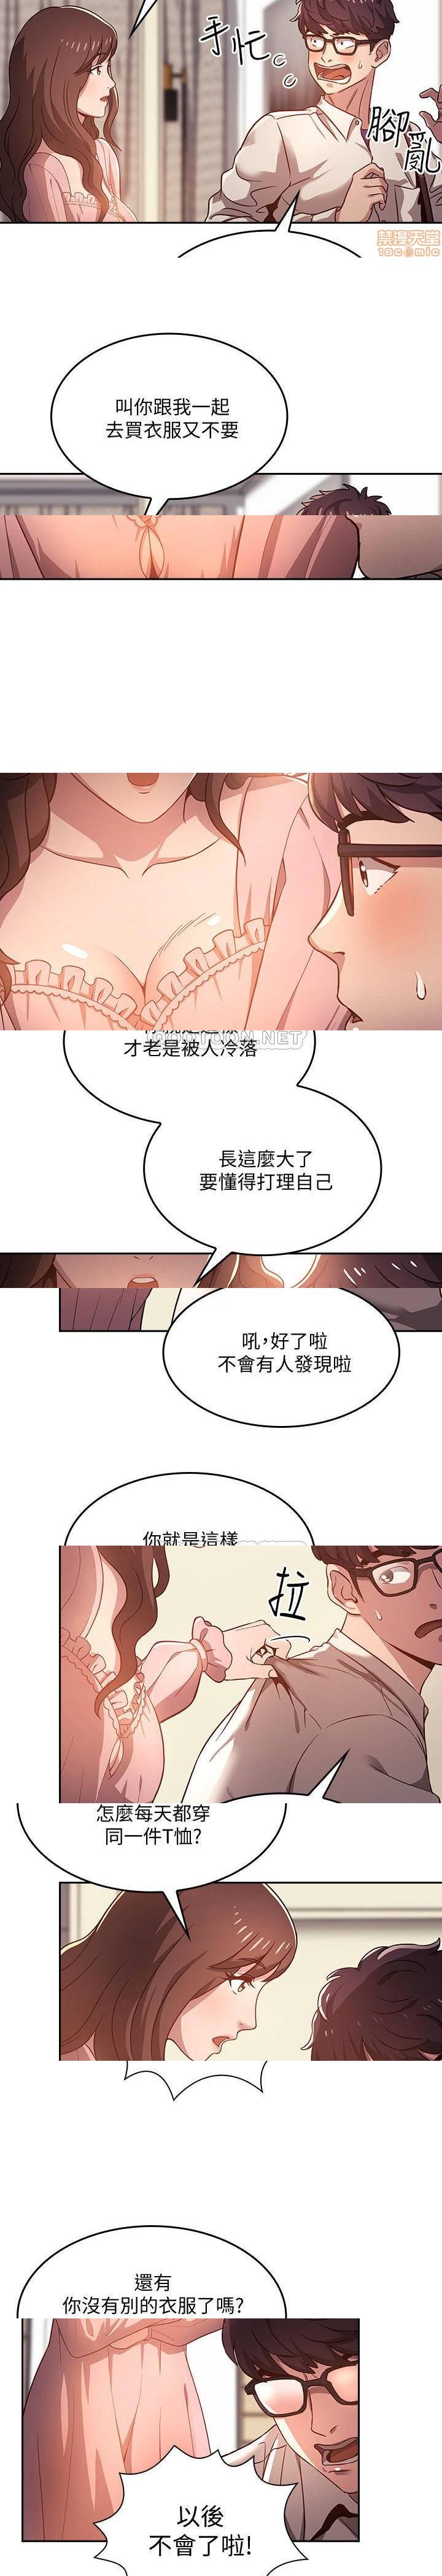 手忙
腳亂
禁漫天堂
18comic
叫你跟我一起
去買衣服又不要
TOPTOON.NET
才老是被人冷落
長這麼大了
要懂得打理自己
吼，好了啦
不會有人發現啦
你就是這樣
拉
怎麼每天都穿
同一件T恤？
還有
你沒有別的衣服了嗎？
以後
不會了啦！